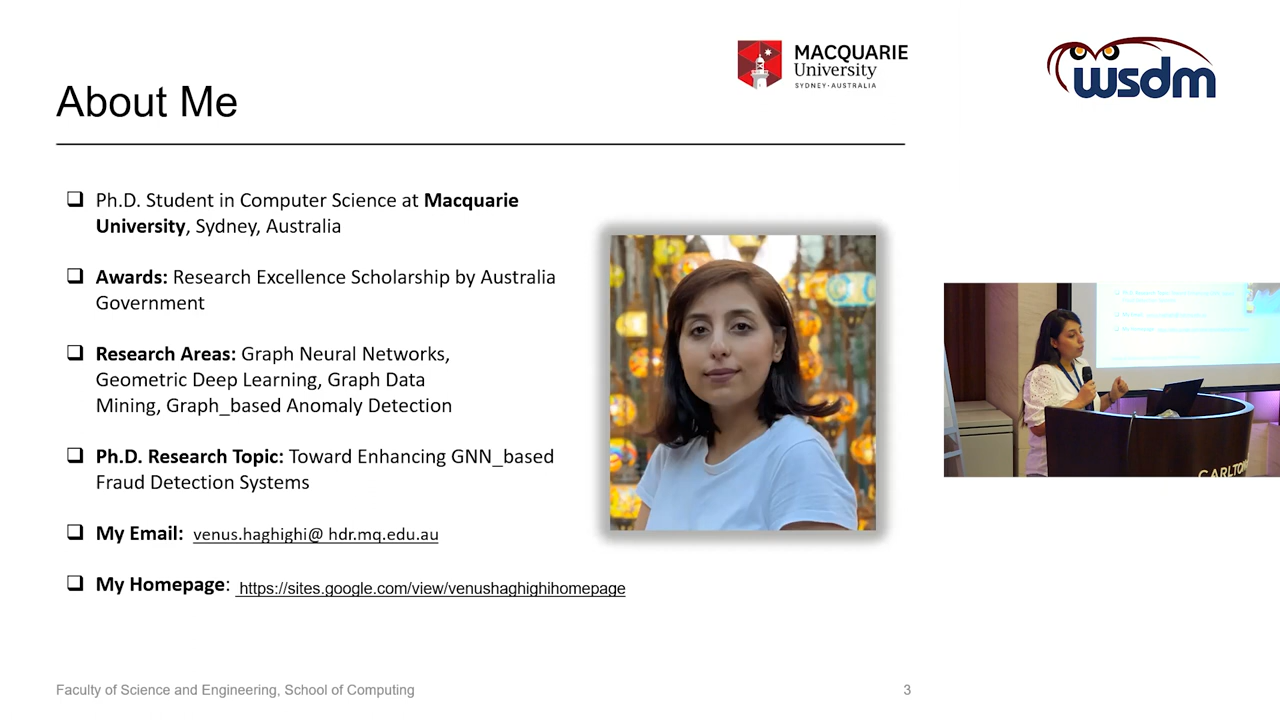 MACQUARIE
University
SYDNEY·AUSTRALIA
wsdm
About Me
❑ Ph.D. Student in Computer Science at Macquarie
University, Sydney, Australia
❑ Awards: Research Excellence Scholarship by Australia
Government
❑ Research Areas: Graph Neural Networks,
Geometric Deep Learning, Graph Data
Mining, Graph_based Anomaly Detection
❑ Ph.D. Research Topic: Toward Enhancing GNN_based
Fraud Detection Systems
❑ My Email: venus.haghighi@ hdr.mq.edu.au
❑ My Homepage: https://sites.google.com/view/venushaghighihomepage
CARLTON
Faculty of Science and Engineering, School of Computing
3